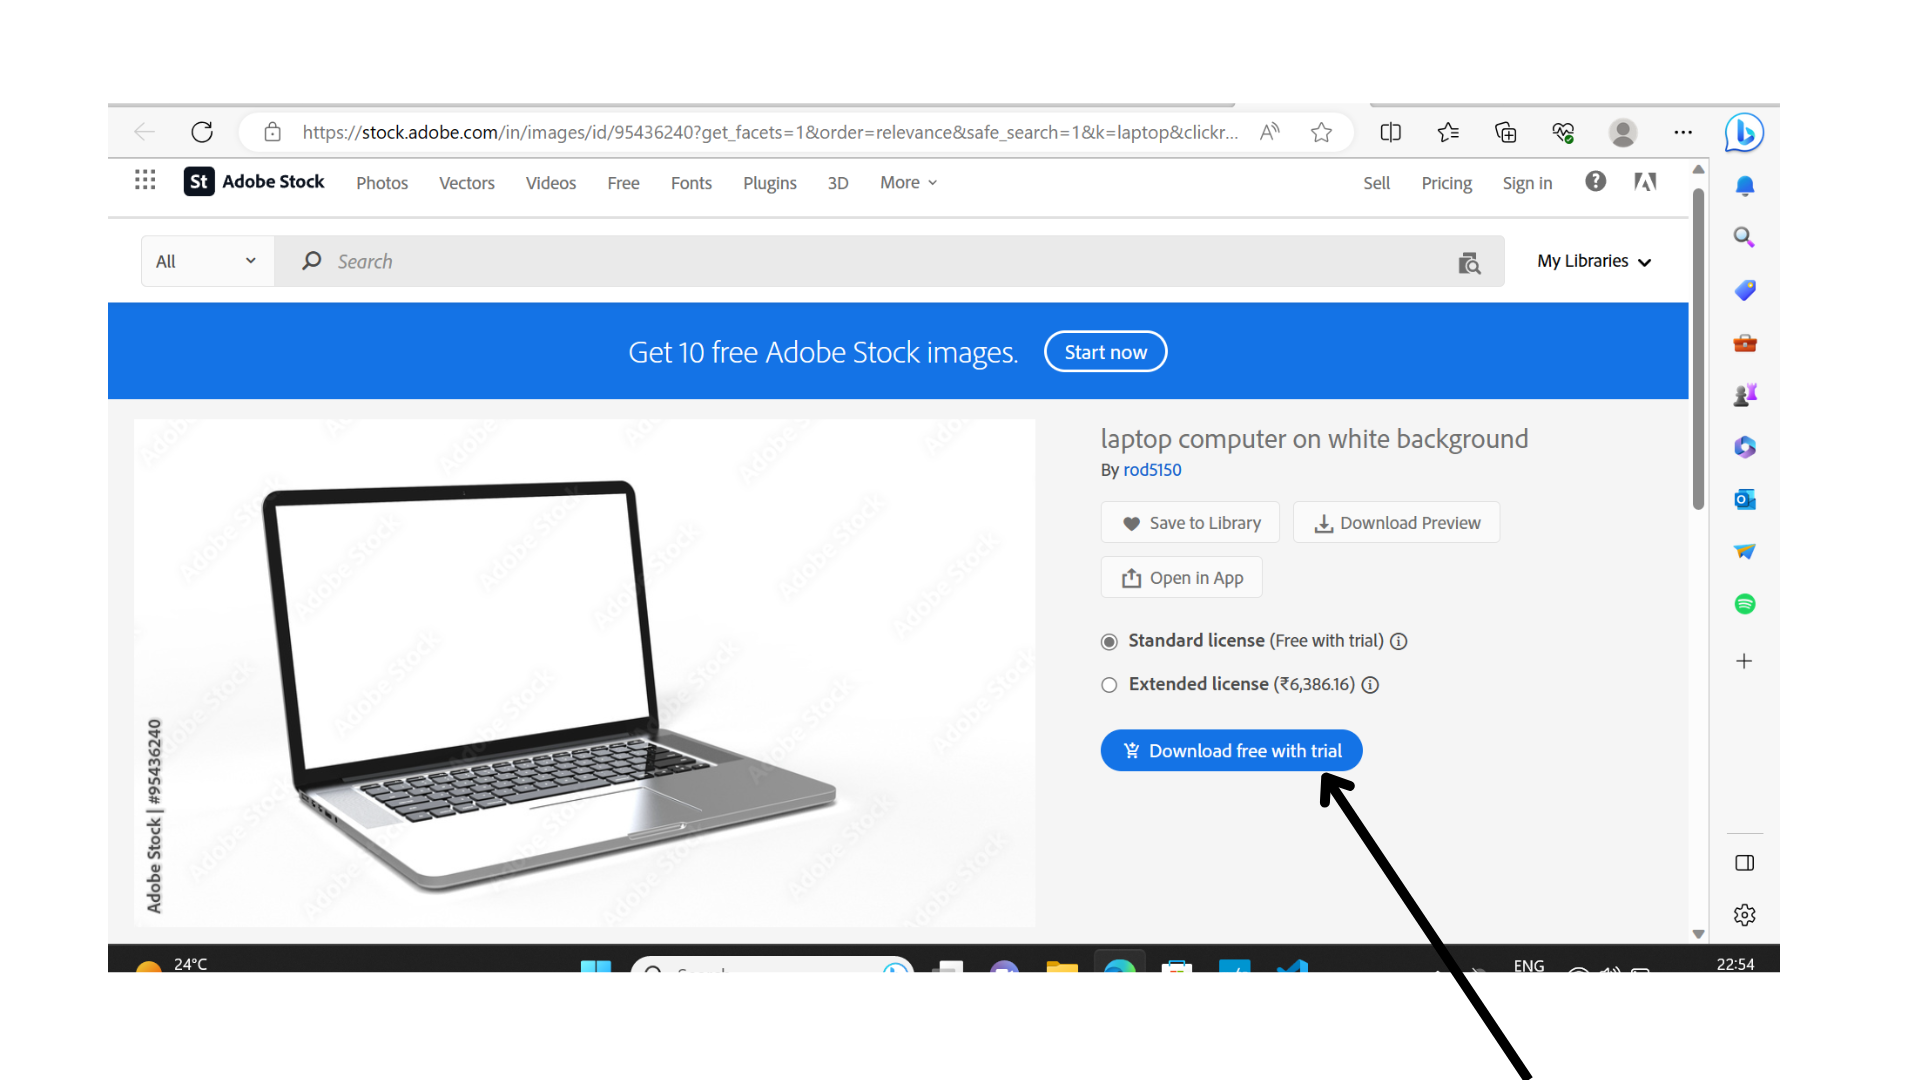 https://stock.adobe.com/in/images/id/95436240?get_facets=1&order=relevance&safe_search=1&k=laptop&clickr...
St Adobe Stock Photos Vectors Videos Free Fonts Plugins 3D More Sell Pricing Sign in
All Search My Libraries
Get 10 free Adobe Stock images. Start now
laptop computer on white background
By rod5150
Save to Library Download Preview
Open in App
Standard license (Free with trial)
Extended license (₹6,386.16)
Download free with trial
Adobe Stock | #95436240
Adobe Stock
24°C
ENG
22:54